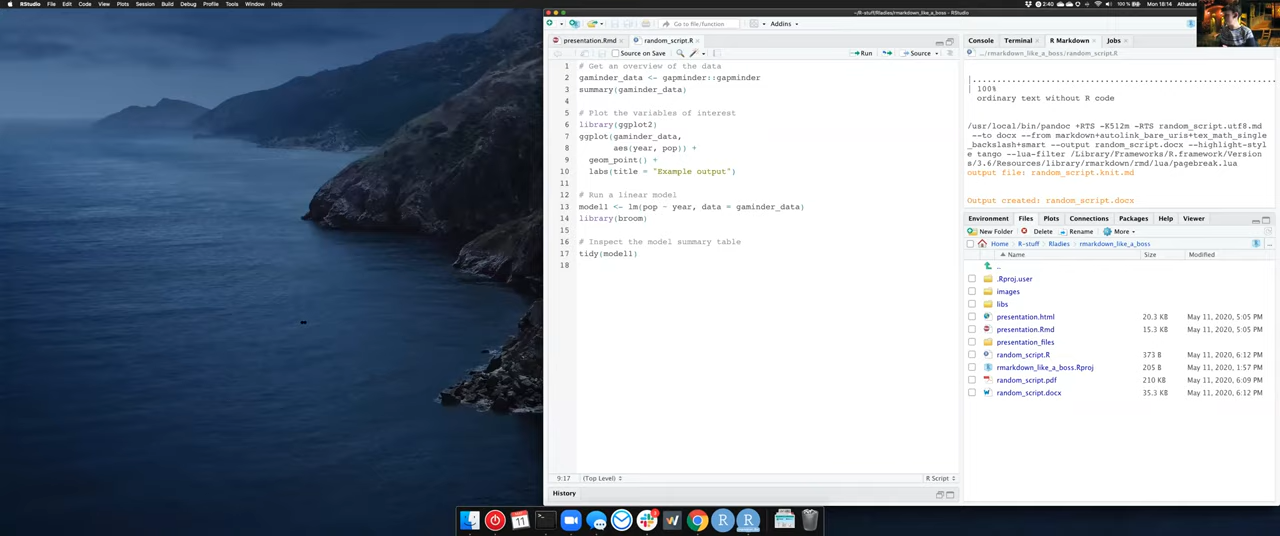 RStudio File Edit Code View Plots Session Build Debug Profile Tools Window Help
2:40 100% Mon 18:14 Athanas
~/R-stuff/Rladies/rmarkdown_like_a_boss - RStudio
Go to file/function Addins
presentation.Rmd random_script.R
Source on Save Run Source
1 # Get an overview of the data
2 gaminder_data <- gapminder::gapminder
3 summary(gaminder_data)
4
5 # Plot the variables of interest
6 library(ggplot2)
7 ggplot(gaminder_data,
8 aes(year, pop)) +
9 geom_point() +
10 labs(title = "Example output")
11
12 # Run a linear model
13 model1 <- lm(pop ~ year, data = gaminder_data)
14 library(broom)
15
16 # Inspect the model summary table
17 tidy(model1)
18
9:17 (Top Level) R Script
History
Console Terminal R Markdown Jobs
.../rmarkdown_like_a_boss/random_script.R
|......................................................................
| 100%
ordinary text without R code
/usr/local/bin/pandoc +RTS -K512m -RTS random_script.utf8.md
--to docx --from markdown+autolink_bare_uris+tex_math_single
_backslash+smart --output random_script.docx --highlight-styl
e tango --lua-filter /Library/Frameworks/R.framework/Version
s/3.6/Resources/library/rmarkdown/rmd/lua/pagebreak.lua
output file: random_script.knit.md
Output created: random_script.docx
Environment Files Plots Connections Packages Help Viewer
New Folder Delete Rename More
Home R-stuff Rladies rmarkdown_like_a_boss ...
Name Size Modified
..
.Rproj.user
images
libs
presentation.html 20.3 KB May 11, 2020, 5:05 PM
presentation.Rmd 15.3 KB May 11, 2020, 5:05 PM
presentation_files
random_script.R 373 B May 11, 2020, 6:12 PM
rmarkdown_like_a_boss.Rproj 205 B May 11, 2020, 1:57 PM
random_script.pdf 210 KB May 11, 2020, 6:09 PM
random_script.docx 35.3 KB May 11, 2020, 6:12 PM
11 R R